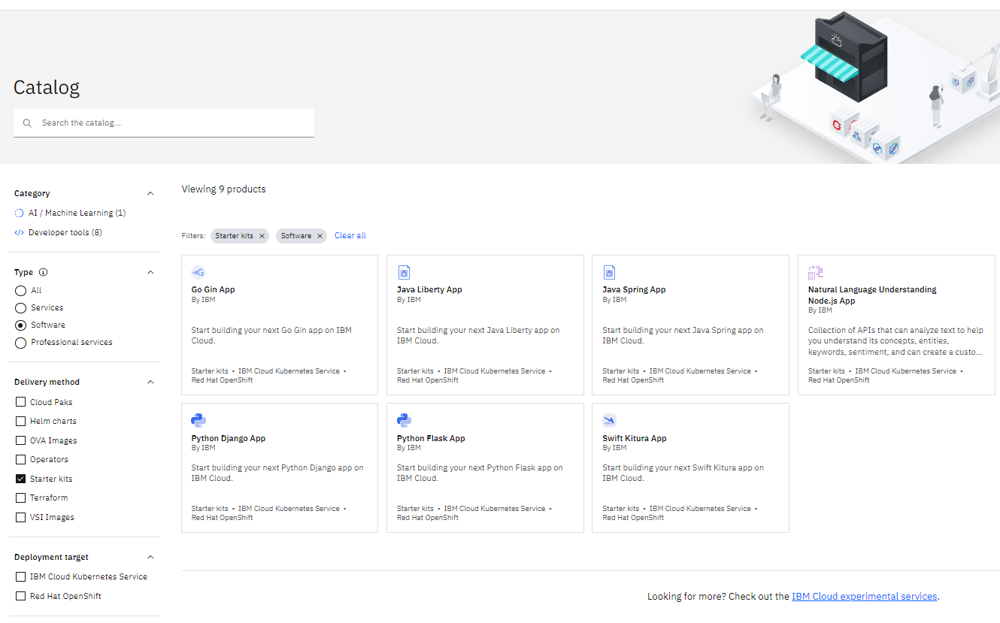 Catalog
Search the catalog...
Category
AI / Machine Learning (1)
Developer tools (8)
Type
All
Services
Software
Professional services
Delivery method
Cloud Paks
Helm charts
OVA Images
Operators
Starter kits
Terraform
VSI Images
Deployment target
IBM Cloud Kubernetes Service
Red Hat OpenShift
Viewing 9 products
Filters: Starter kits × Software × Clear all
Go Gin App
By IBM
Start building your next Go Gin app on IBM
Cloud.
Starter kits • IBM Cloud Kubernetes Service •
Red Hat OpenShift
Java Liberty App
By IBM
Start building your next Java Liberty app on
IBM Cloud.
Starter kits • IBM Cloud Kubernetes Service •
Red Hat OpenShift
Java Spring App
By IBM
Start building your next Java Spring app on
IBM Cloud.
Starter kits • IBM Cloud Kubernetes Service •
Red Hat OpenShift
Natural Language Understanding
Node.js App
By IBM
Collection of APIs that can analyze text to help
you understand its concepts, entities,
keywords, sentiment, and can create a custo...
Starter kits • IBM Cloud Kubernetes Service •
Red Hat OpenShift
Python Django App
By IBM
Start building your next Python Django app on
IBM Cloud.
Starter kits • IBM Cloud Kubernetes Service •
Red Hat OpenShift
Python Flask App
By IBM
Start building your next Python Flask app on
IBM Cloud.
Starter kits • IBM Cloud Kubernetes Service •
Red Hat OpenShift
Swift Kitura App
By IBM
Start building your next Swift Kitura app on
IBM Cloud.
Starter kits • IBM Cloud Kubernetes Service •
Red Hat OpenShift
Looking for more? Check out the IBM Cloud experimental services.